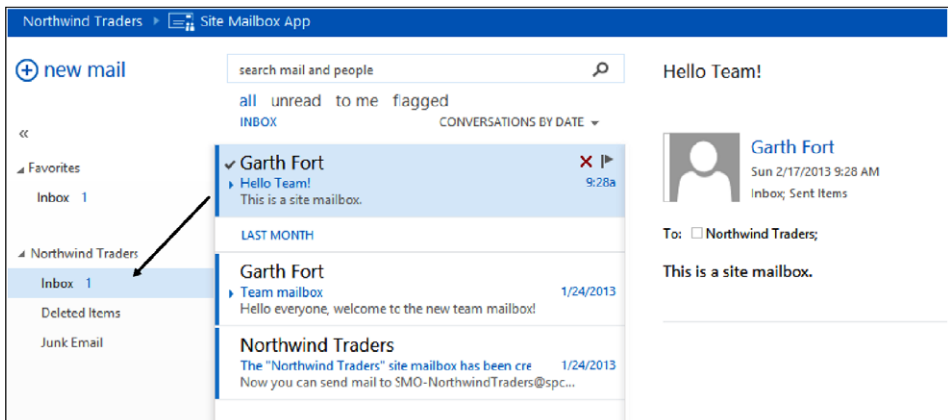 Northwind Traders Site Mailbox App
new mail
«
Favorites
Inbox 1
Northwind Traders
Inbox 1
Deleted Items
Junk Email
search mail and people
all unread to me flagged
INBOX CONVERSATIONS BY DATE
Garth Fort
Hello Team! 9:28a
This is a site mailbox.
LAST MONTH
Garth Fort
Team mailbox 1/24/2013
Hello everyone, welcome to the new team mailbox!
Northwind Traders
The "Northwind Traders" site mailbox has been cre 1/24/2013
Now you can send mail to SMO-NorthwindTraders@spc...
Hello Team!
Garth Fort
Sun 2/17/2013 9:28 AM
Inbox; Sent Items
To: Northwind Traders;
This is a site mailbox.